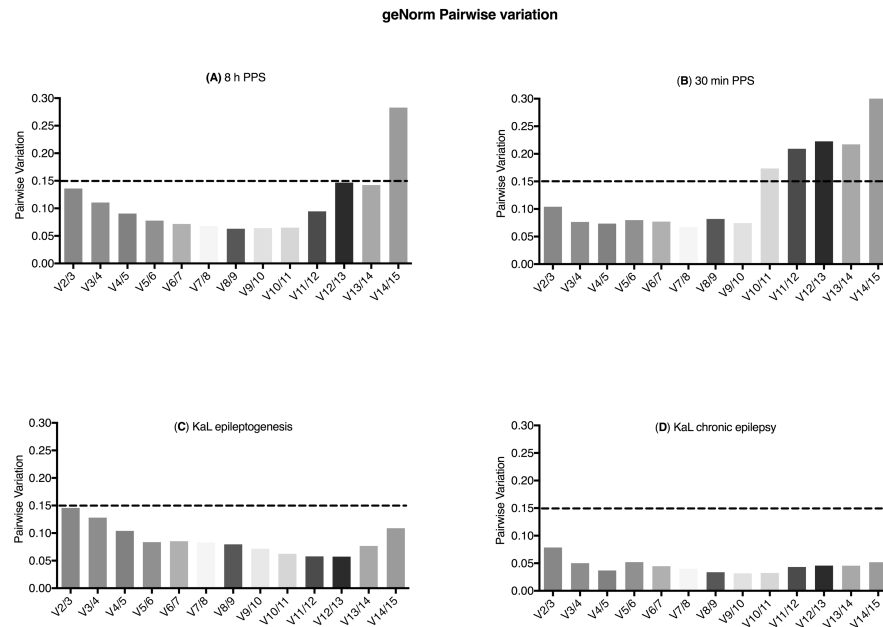 geNorm Pairwise variation
(A) 8 h PPS
Pairwise Variation
0.30
0.25
0.20
0.15
0.10
0.05
0.00
V2/3
V3/4
V4/5
V5/6
V6/7
V7/8
V8/9
V9/10
V10/11
V11/12
V12/13
V13/14
V14/15
(B) 30 min PPS
Pairwise Variation
0.30
0.25
0.20
0.15
0.10
0.05
0.00
V2/3
V3/4
V4/5
V5/6
V6/7
V7/8
V8/9
V9/10
V10/11
V11/12
V12/13
V13/14
V14/15
(C) KaL epileptogenesis
Pairwise Variation
0.30
0.25
0.20
0.15
0.10
0.05
0.00
V2/3
V3/4
V4/5
V5/6
V6/7
V7/8
V8/9
V9/10
V10/11
V11/12
V12/13
V13/14
V14/15
(D) KaL chronic epilepsy
Pairwise Variation
0.30
0.25
0.20
0.15
0.10
0.05
0.00
V2/3
V3/4
V4/5
V5/6
V6/7
V7/8
V8/9
V9/10
V10/11
V11/12
V12/13
V13/14
V14/15